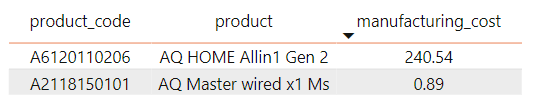 product_code product manufacturing_cost
A6120110206 AQ HOME Allin1 Gen 2 240.54
A2118150101 AQ Master wired x1 Ms 0.89